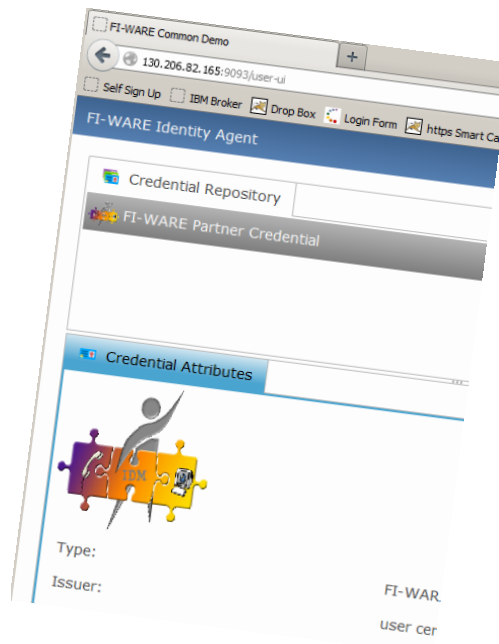 FI-WARE Common Demo
130.206.82.165:9093/user-ui
Self Sign Up IBM Broker Drop Box Login Form https Smart Ca
FI-WARE Identity Agent
Credential Repository
FI-WARE Partner Credential
Credential Attributes
IDM
Type:
FI-WAR
Issuer:
user cer